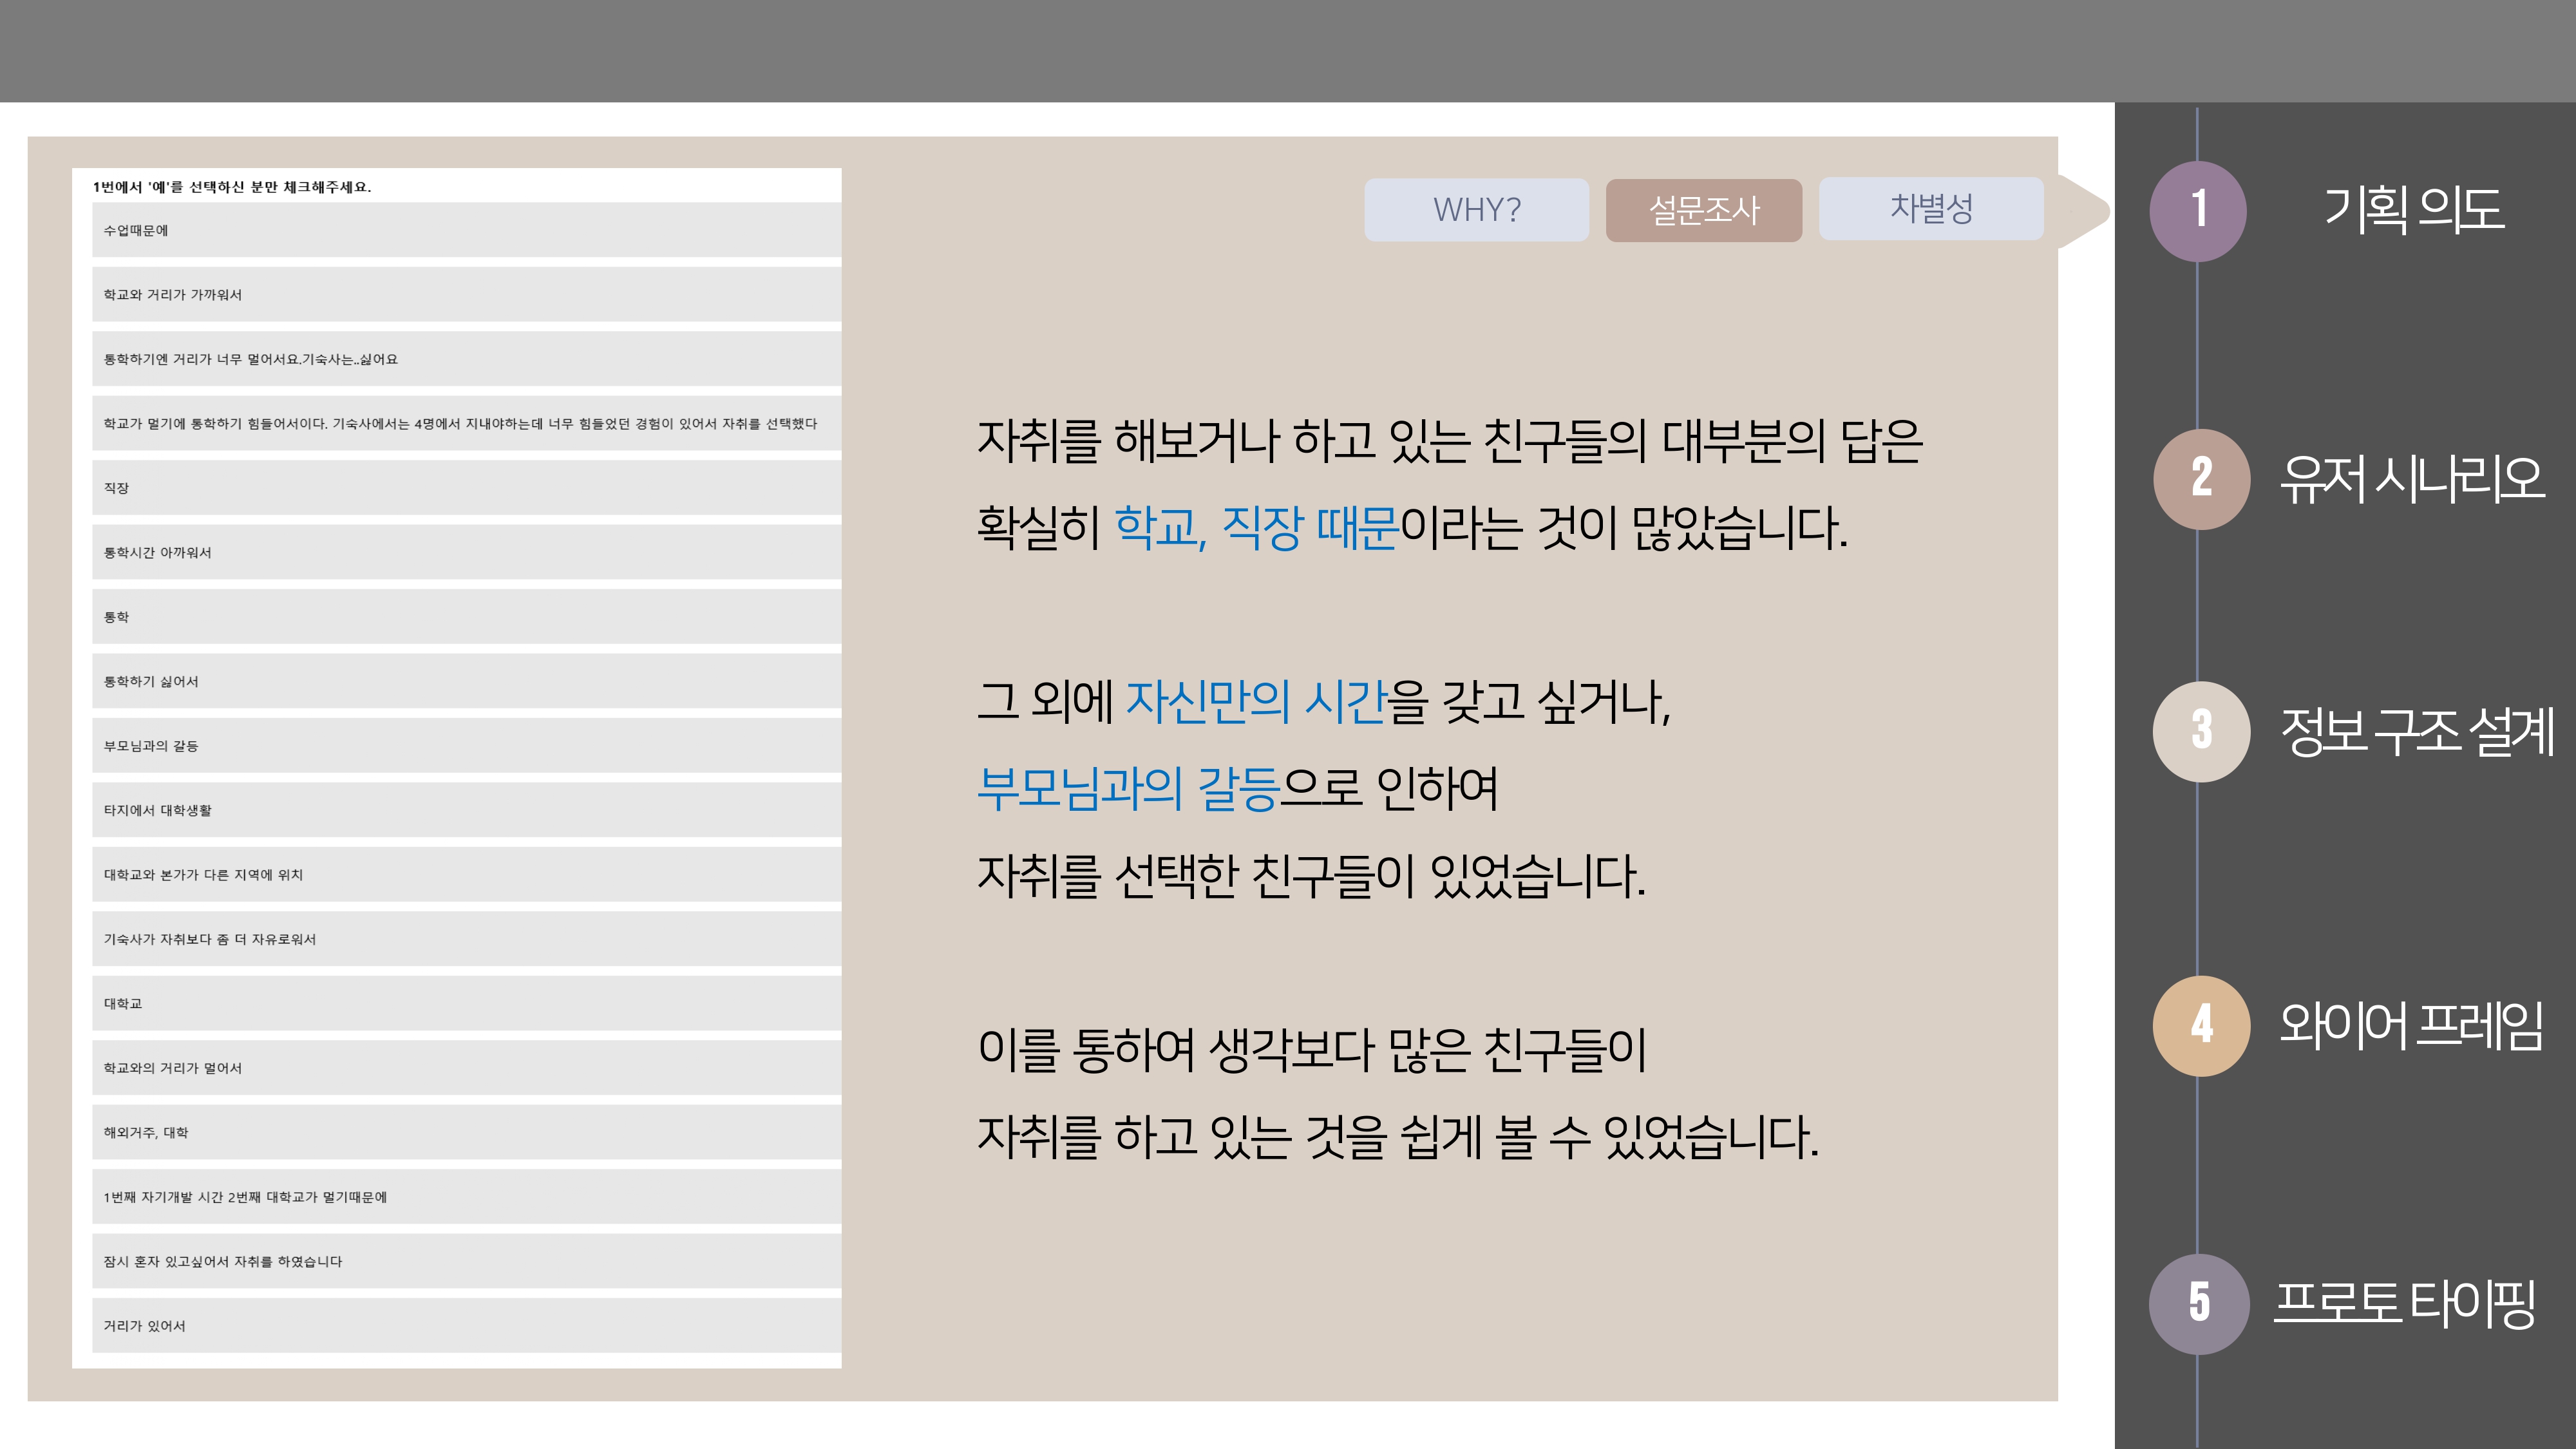 1번에서 '예'를 선택하신 분만 체크해주세요.
수업때문에
학교와 거리가 가까워서
통학하기엔 거리가 너무 멀어서요.기숙사는..싫어요
학교가 멀기에 통학하기 힘들어서이다. 기숙사에서는 4명에서 지내야하는데 너무 힘들었던 경험이 있어서 자취를 선택했다
직장
통학시간 아까워서
통학
통학하기 싫어서
부모님과의 갈등
타지에서 대학생활
대학교와 본가가 다른 지역에 위치
기숙사가 자취보다 좀 더 자유로워서
대학교
학교와의 거리가 멀어서
해외거주, 대학
1번째 자기개발 시간 2번째 대학교가 멀기때문에
잠시 혼자 있고싶어서 자취를 하였습니다
거리가 있어서
WHY?
설문조사
차별성
자취를 해보거나 하고 있는 친구들의 대부분의 답은
확실히 학교, 직장 때문이라는 것이 많았습니다.
그 외에 자신만의 시간을 갖고 싶거나,
부모님과의 갈등으로 인하여
자취를 선택한 친구들이 있었습니다.
이를 통하여 생각보다 많은 친구들이
자취를 하고 있는 것을 쉽게 볼 수 있었습니다.
1 기획 의도
2 유저 시나리오
3 정보 구조 설계
4 와이어 프레임
5 프로토 타이핑